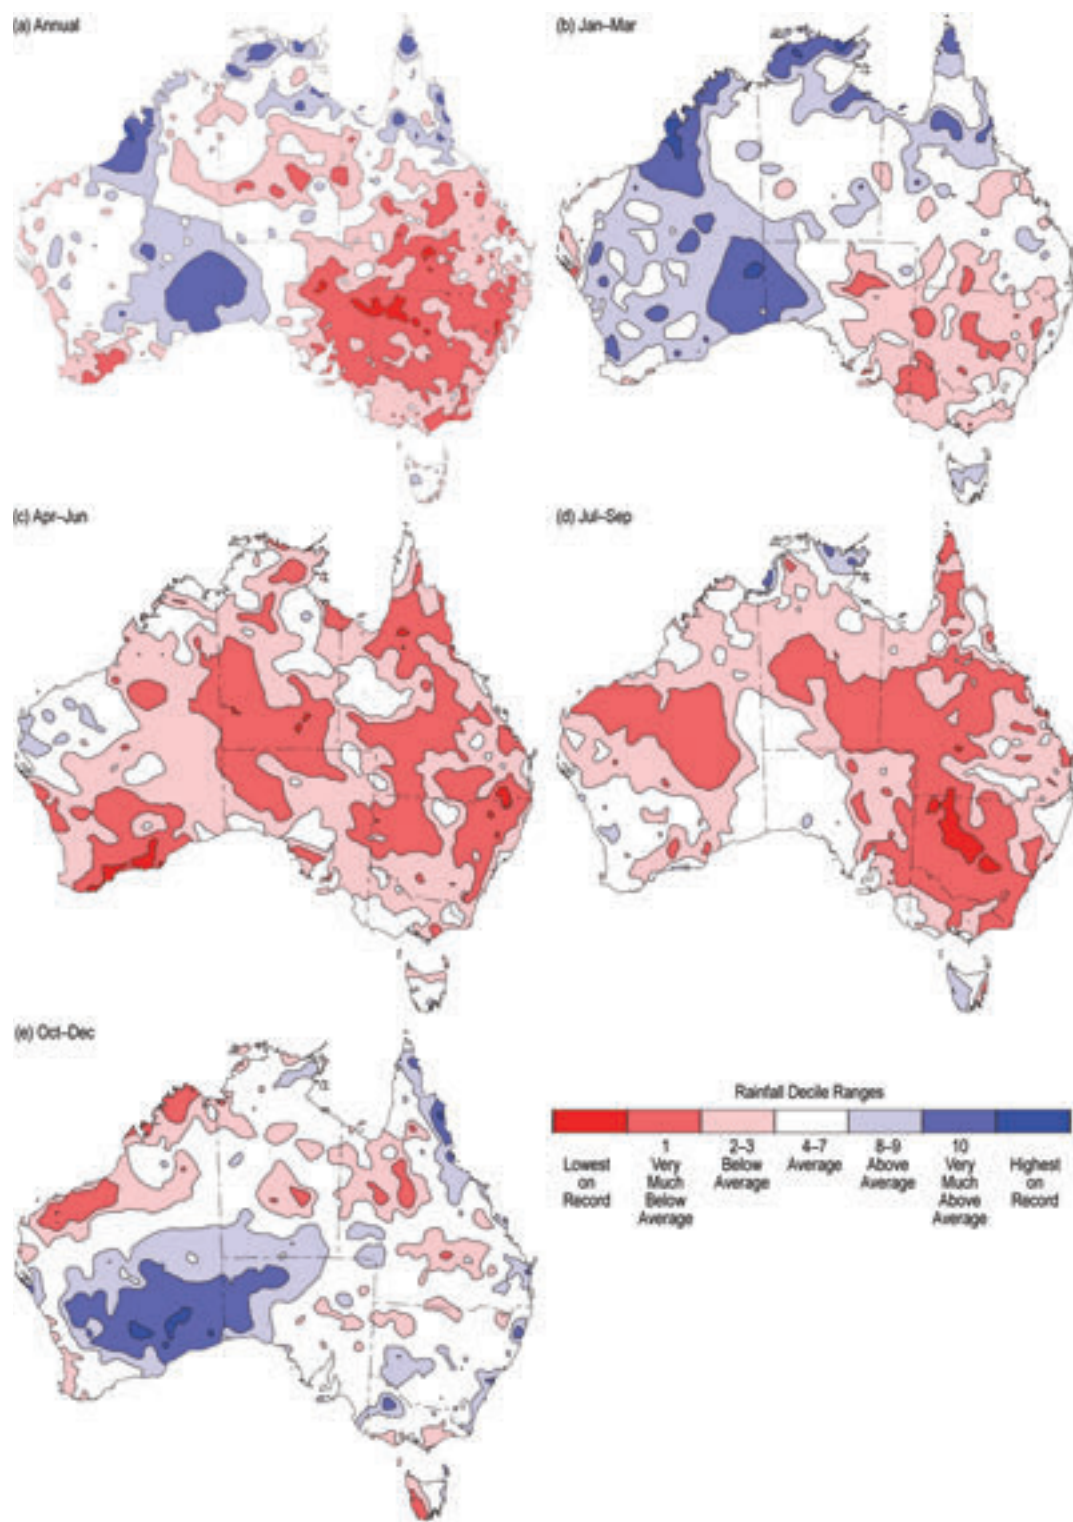 (a) Annual
(b) Jan–Mar
(c) Apr–Jun
(d) Jul–Sep
(e) Oct–Dec
Rainfall Decile Ranges
1 2–3 4–7 8–9 10
Lowest on Record
Very Much Below Average
Below Average
Average
Above Average
Very Much Above Average
Highest on Record